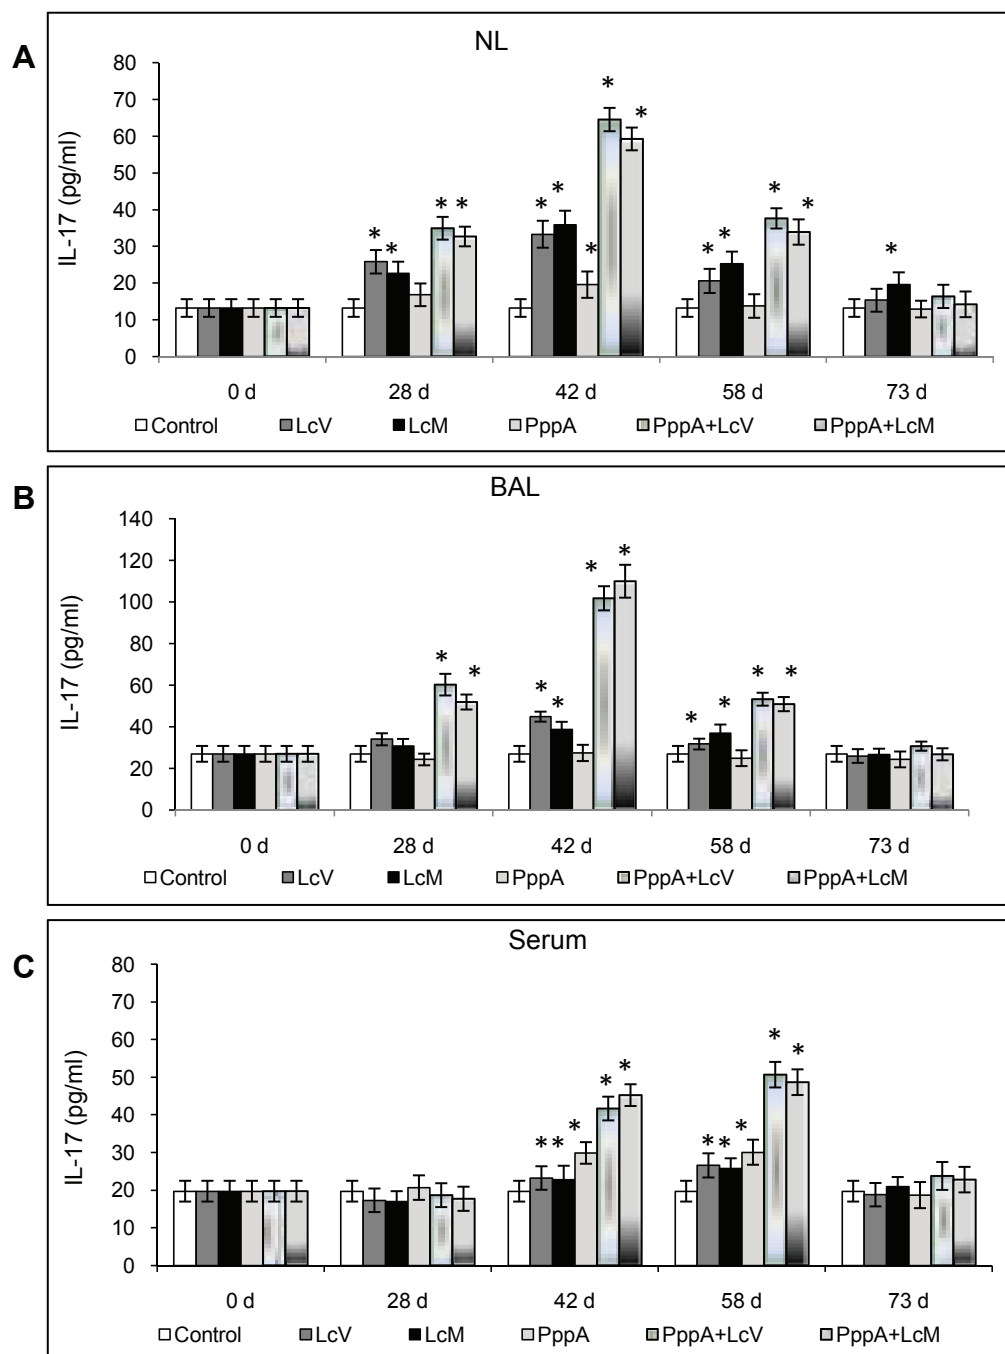 A
NL
IL-17 (pg/ml)
80
70
60
50
40
30
20
10
0
* * * *
* * * * *
* * * *
*
0 d 28 d 42 d 58 d 73 d
Control LcV LcM PppA PppA+LcV PppA+LcM
B
BAL
IL-17 (pg/ml)
140
120
100
80
60
40
20
0
* *
* * * *
* * * *
0 d 28 d 42 d 58 d 73 d
Control LcV LcM PppA PppA+LcV PppA+LcM
C
Serum
IL-17 (pg/ml)
80
70
60
50
40
30
20
10
0
* * * * *
* * * * *
0 d 28 d 42 d 58 d 73 d
Control LcV LcM PppA PppA+LcV PppA+LcM